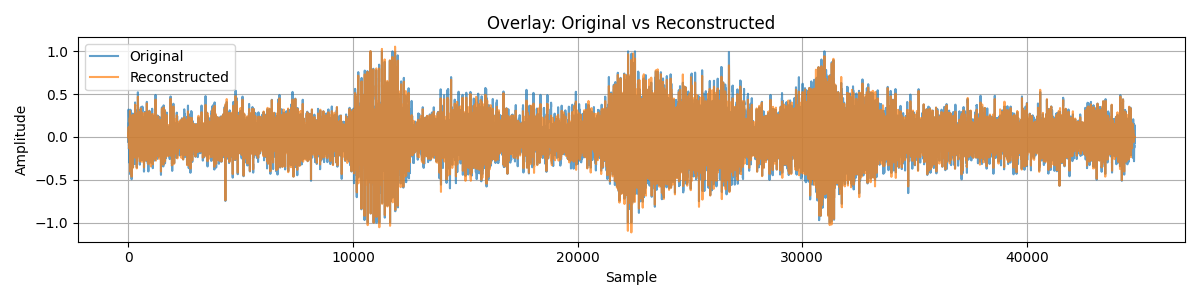 Overlay: Original vs Reconstructed
Original
Reconstructed
1.0
0.5
0.0
−0.5
−1.0
Amplitude
0 10000 20000 30000 40000
Sample